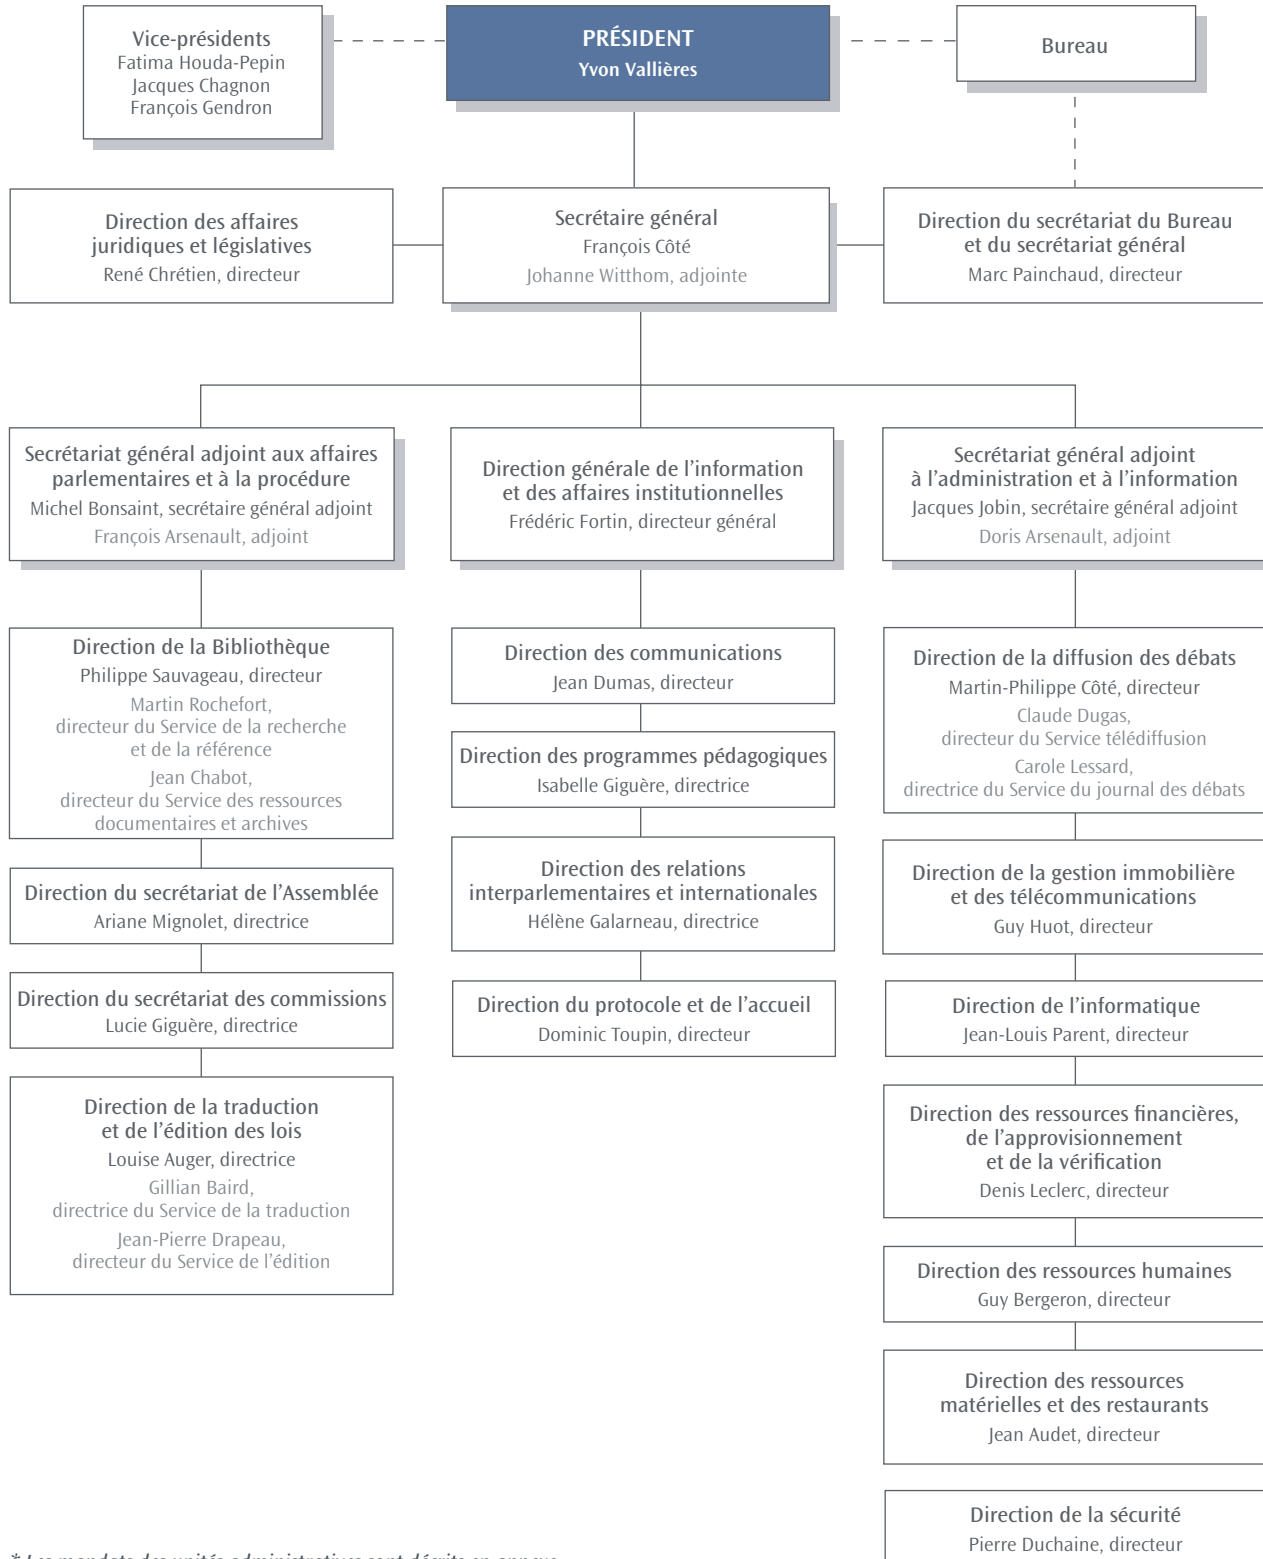 Vice-présidents
Fatima Houda-Pepin
Jacques Chagnon
François Gendron
PRÉSIDENT
Yvon Vallières
Bureau
Direction des affaires
juridiques et législatives
René Chrétien, directeur
Secrétaire général
François Côté
Johanne Witthom, adjointe
Direction du secrétariat du Bureau
et du secrétariat général
Marc Painchaud, directeur
Secrétariat général adjoint aux affaires
parlementaires et à la procédure
Michel Bonsaint, secrétaire général adjoint
François Arsenault, adjoint
Direction générale de l'information
et des affaires institutionnelles
Frédéric Fortin, directeur général
Secrétariat général adjoint
à l'administration et à l'information
Jacques Jobin, secrétaire général adjoint
Doris Arsenault, adjoint
Direction de la Bibliothèque
Philippe Sauvageau, directeur
Martin Rochefort,
directeur du Service de la recherche
et de la référence
Jean Chabot,
directeur du Service des ressources
documentaires et archives
Direction du secrétariat de l'Assemblée
Ariane Mignolet, directrice
Direction du secrétariat des commissions
Lucie Giguère, directrice
Direction de la traduction
et de l'édition des lois
Louise Auger, directrice
Gillian Baird,
directrice du Service de la traduction
Jean-Pierre Drapeau,
directeur du Service de l'édition
Direction des communications
Jean Dumas, directeur
Direction des programmes pédagogiques
Isabelle Giguère, directrice
Direction des relations
interparlementaires et internationales
Hélène Galarneau, directrice
Direction du protocole et de l'accueil
Dominic Toupin, directeur
Direction de la diffusion des débats
Martin-Philippe Côté, directeur
Claude Dugas,
directeur du Service télédiffusion
Carole Lessard,
directrice du Service du journal des débats
Direction de la gestion immobilière
et des télécommunications
Guy Huot, directeur
Direction de l'informatique
Jean-Louis Parent, directeur
Direction des ressources financières,
de l'approvisionnement
et de la vérification
Denis Leclerc, directeur
Direction des ressources humaines
Guy Bergeron, directeur
Direction des ressources
matérielles et des restaurants
Jean Audet, directeur
Direction de la sécurité
Pierre Duchaine, directeur
* Les mandats des unités administratives sont décrits en annexe